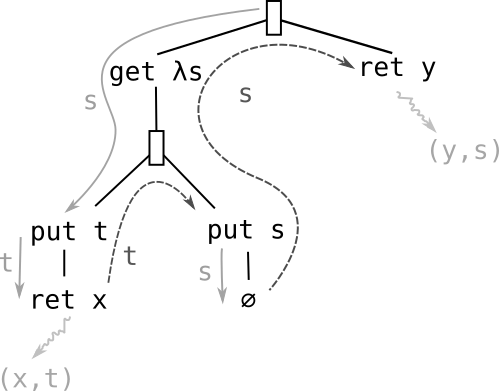 get λs
ret y
s
s
(y,s)
put t
put s
t
t
s
ret x
∅
(x,t)